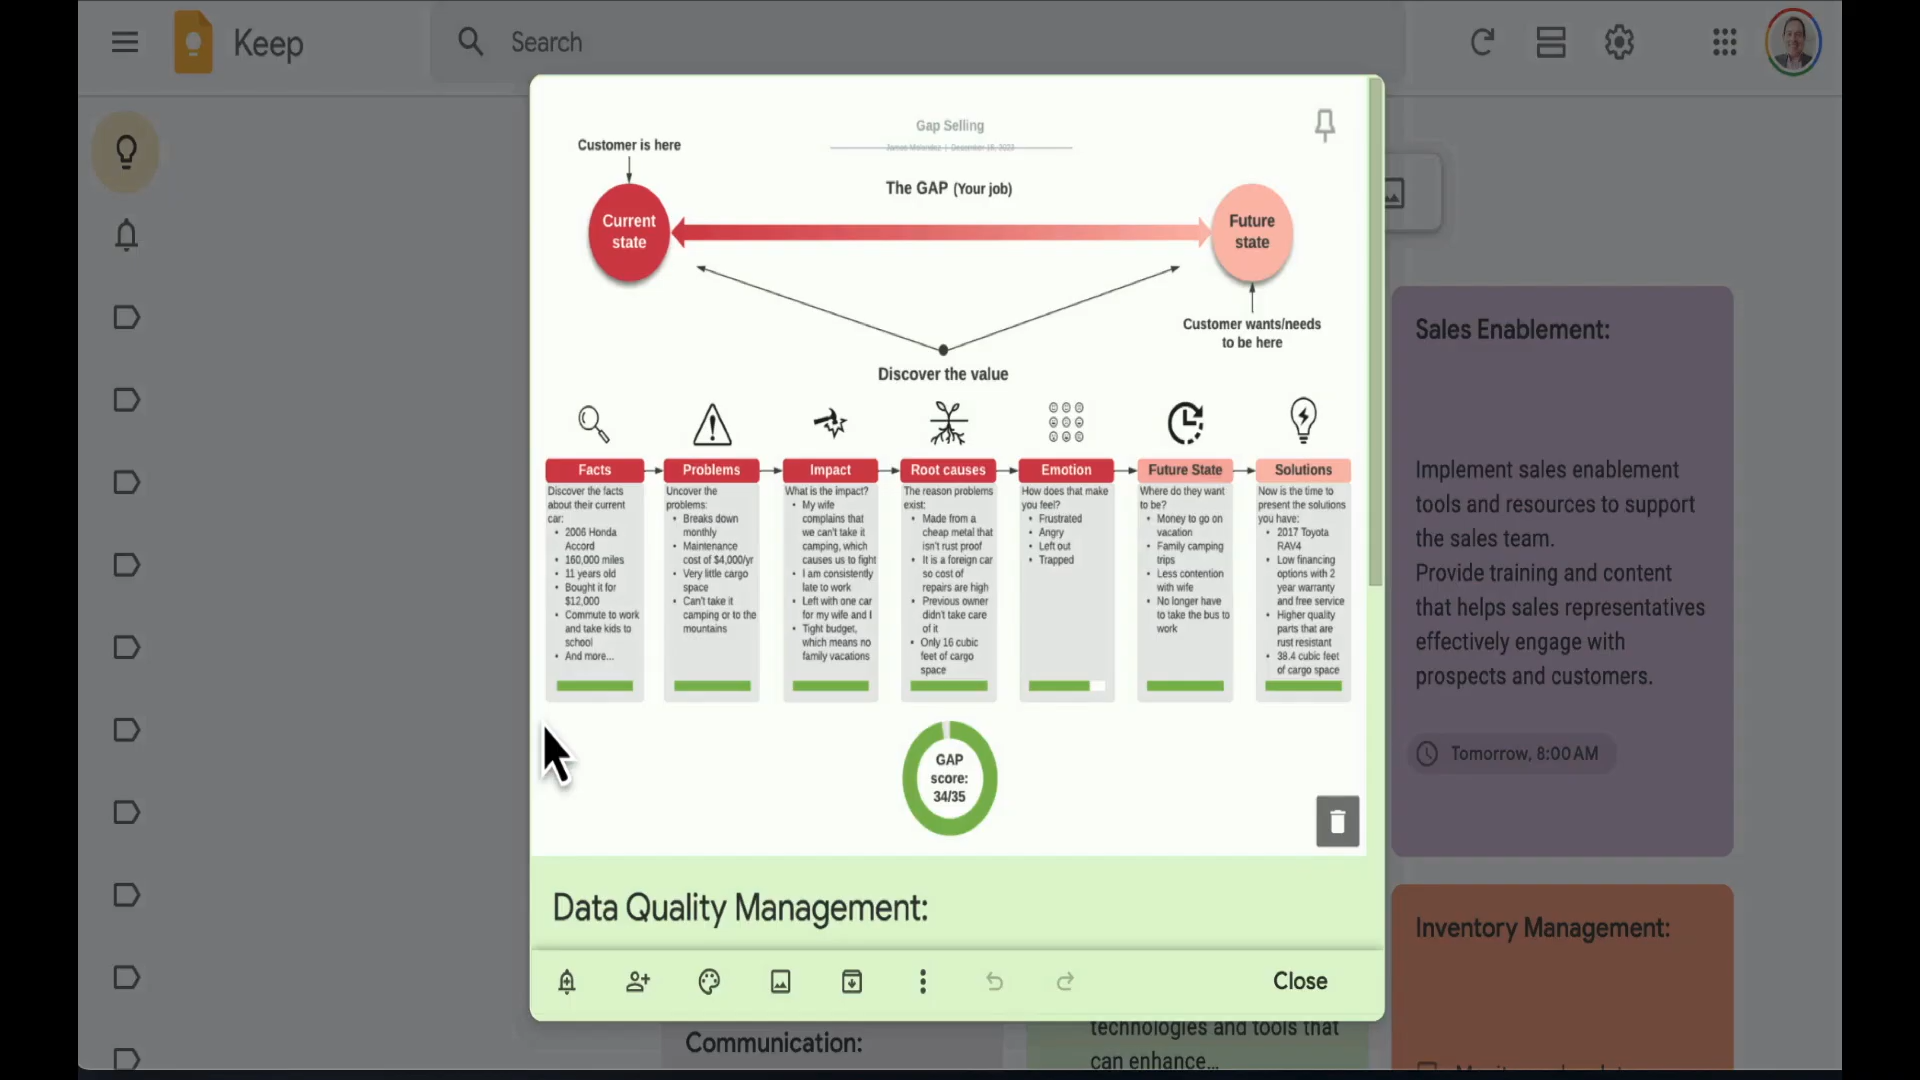 Keep
Search
Gap Selling
James Melendez | December 18, 2023
Customer is here
The GAP (Your job)
Current
state
Future
state
Customer wants/needs
to be here
Discover the value
Facts
Discover the facts
about their current
car:
• 2006 Honda
Accord
• 160,000 miles
• 11 years old
• Bought it for
$12,000
• Commute to work
and take kids to
school
• And more...
Problems
Uncover the
problems:
• Breaks down
monthly
• Maintenance
cost of $4,000/yr
• Very little cargo
space
• Can't take it
camping or to the
mountains
Impact
What is the impact?
• My wife
complains that
we can't take it
camping, which
causes us to fight
• I am consistently
late to work
• Left with one car
for my wife and I
• Tight budget,
which means no
family vacations
Root causes
The reason problems
exist:
• Made from a
cheap metal that
isn't rust proof
• It is a foreign car
so cost of
repairs are high
• Previous owner
didn't take care
of it
• Only 16 cubic
feet of cargo
space
Emotion
How does that make
you feel?
• Frustrated
• Angry
• Left out
• Trapped
Future State
Where do they want
to be?
• Money to go on
vacation
• Family camping
trips
• Less contention
with wife
• No longer have
to take the bus to
work
Solutions
Now is the time to
present the solutions
you have:
• 2017 Toyota
RAV4
• Low financing
options with 2
year warranty
and free service
• Higher quality
parts that are
rust resistant
• 38.4 cubic feet
of cargo space
GAP
score:
34/35
Data Quality Management:
Close
Sales Enablement:
Implement sales enablement
tools and resources to support
the sales team.
Provide training and content
that helps sales representatives
effectively engage with
prospects and customers.
Tomorrow, 8:00 AM
Inventory Management:
Communication:
technologies and tools that
can enhance...